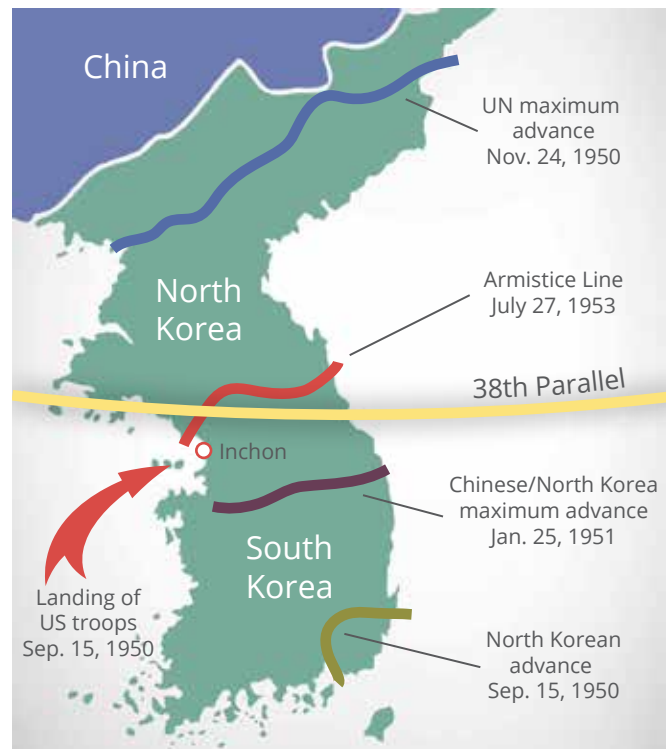 China
UN maximum
advance
Nov. 24, 1950
North
Korea
Armistice Line
July 27, 1953
38th Parallel
Inchon
Chinese/North Korea
maximum advance
Jan. 25, 1951
South
Korea
Landing of
US troops
Sep. 15, 1950
North Korean
advance
Sep. 15, 1950